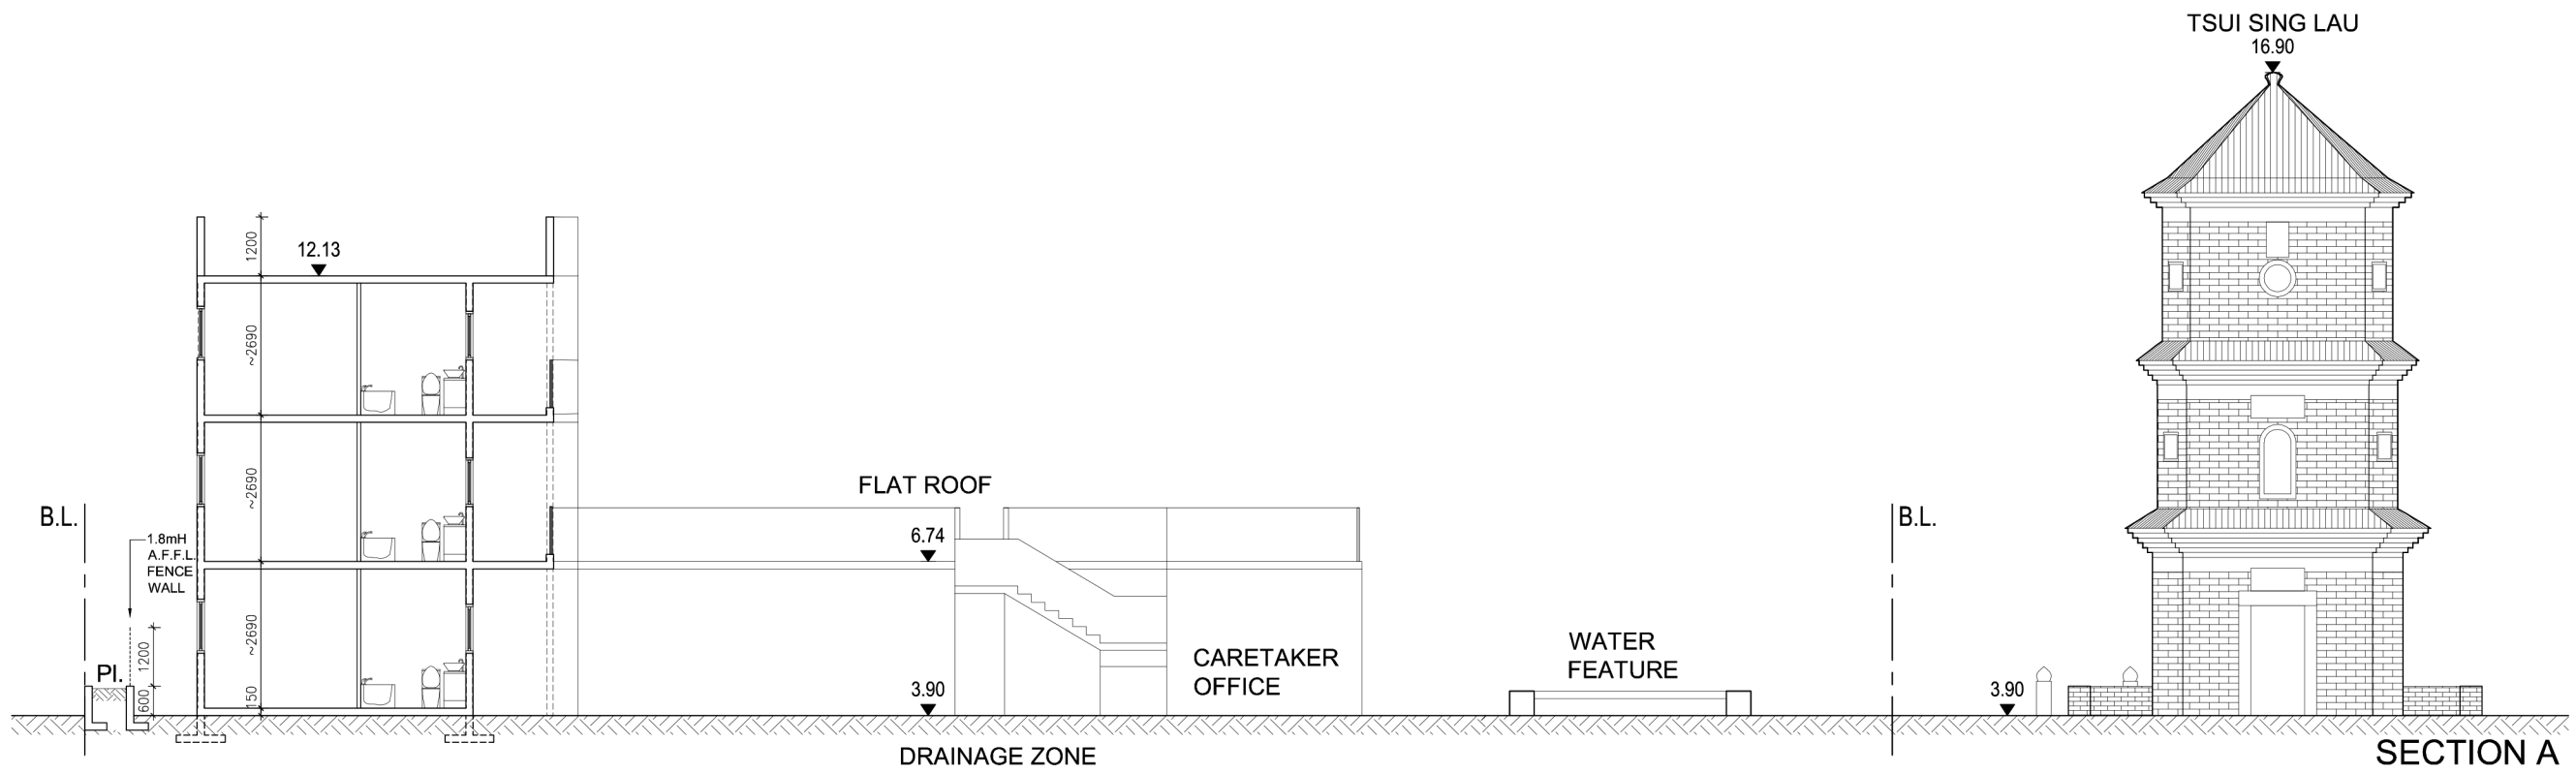 TSUI SING LAU
16.90
1200
12.13
~2690
~2690
FLAT ROOF
B.L.
B.L.
1.8mH
A.F.F.L.
FENCE
WALL
6.74
~2690
1200
WATER
FEATURE
CARETAKER
OFFICE
PI.
600
150
3.90
3.90
DRAINAGE ZONE
SECTION A